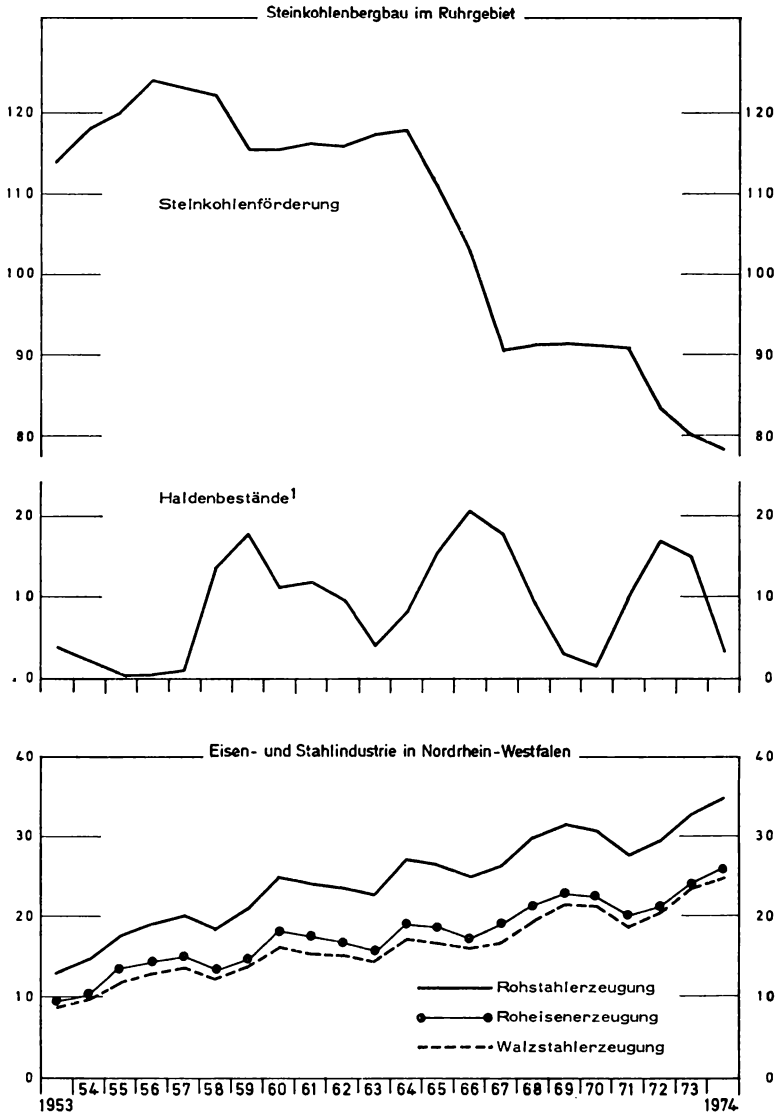 Steinkohlenbergbau im Ruhrgebiet
120 120
110 110
Steinkohlenförderung
100 100
90 90
80 80
Haldenbestände1
20 20
10 10
0 0
40 Eisen- und Stahlindustrie in Nordrhein-Westfalen 40
30 30
20 20
Rohstahlerzeugung
10 10
Roheisenerzeugung
Walzstahlerzeugung
0 0
54 55 56 57 58 59 60 61 62 63 64 65 66 67 68 69 70 71 72 73
1953 1974